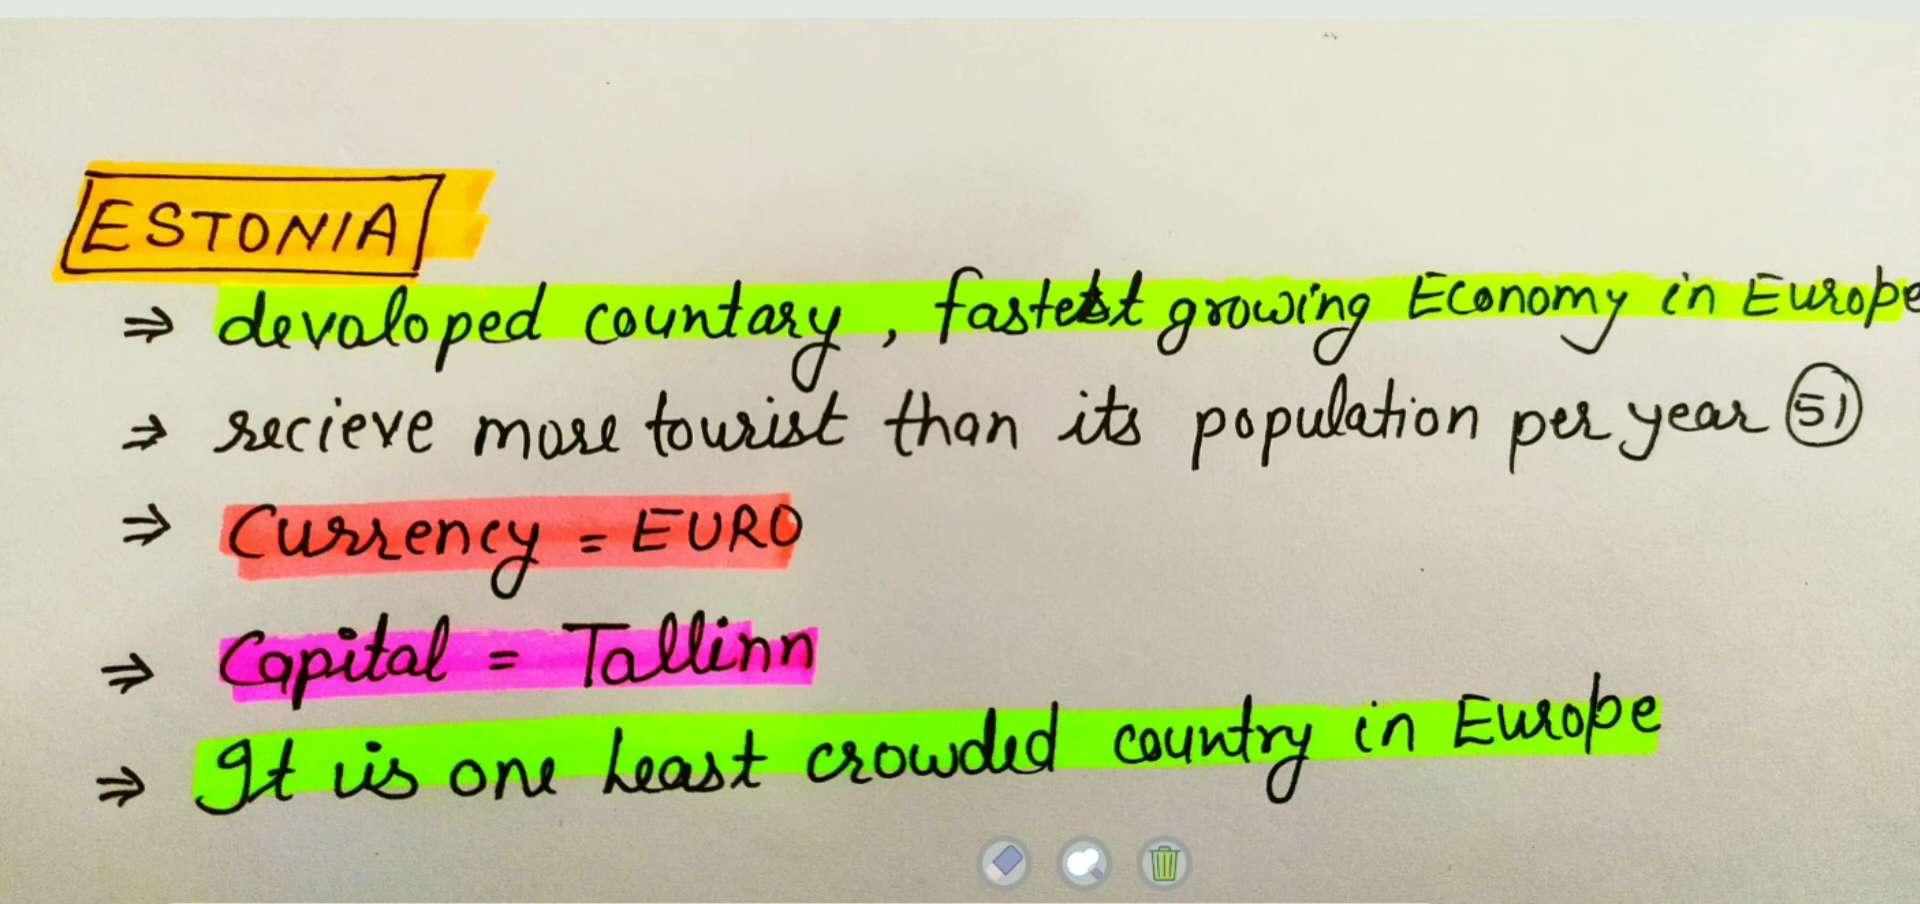 ESTONIA
⇒ devaloped countary, fastest growing Economy in Europe
⇒ recieve more tourist than its population per year 51
⇒ Currency = EURO
⇒ Capital = Tallinn
⇒ It is one least crowded country in Europe